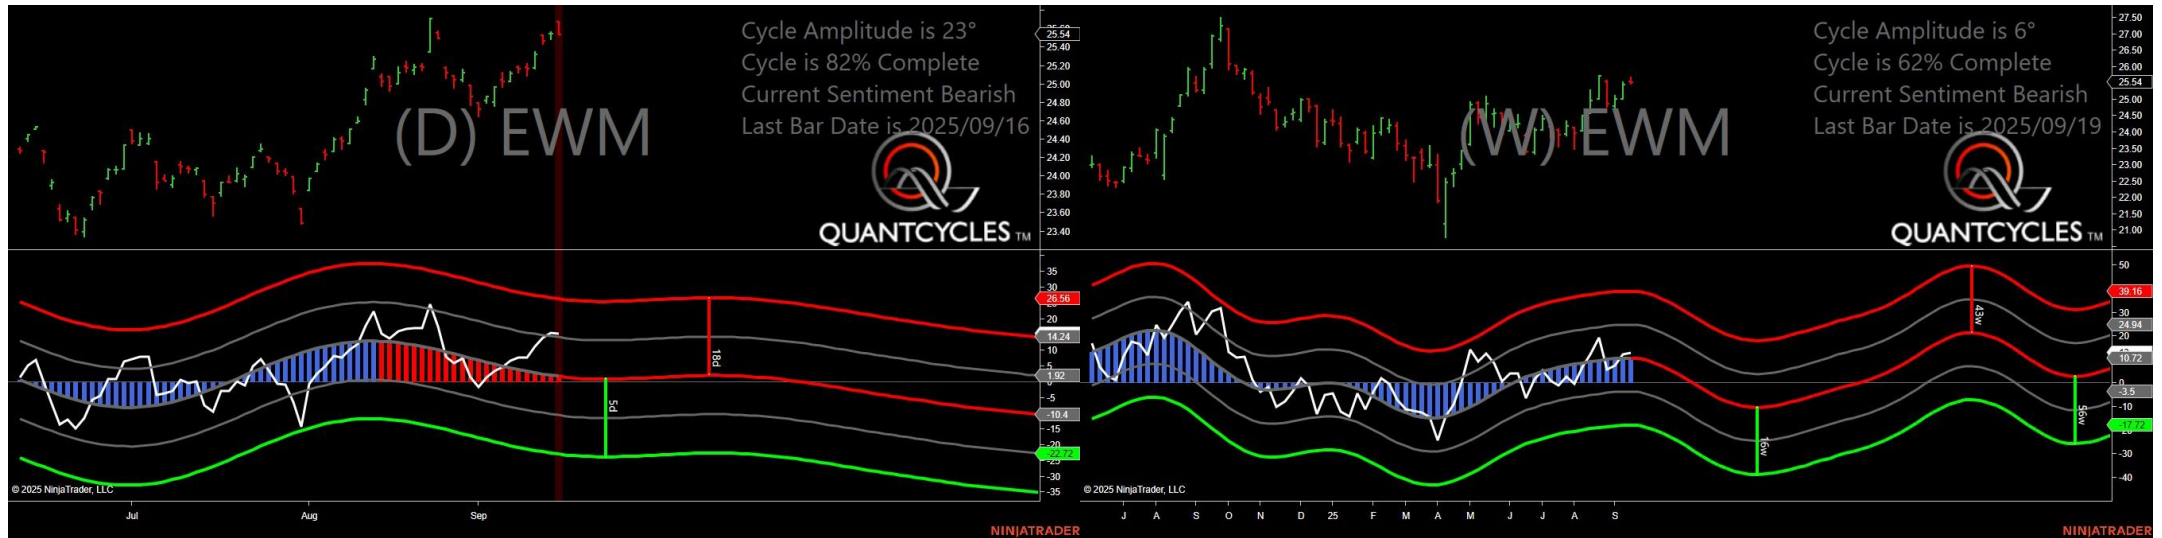 Cycle Amplitude is 23°
Cycle is 82% Complete
Current Sentiment Bearish
Last Bar Date is 2025/09/16
(D) EWM
QUANTCYCLES TM
25.54
25.40
25.20
25.00
24.80
24.60
24.40
24.20
24.00
23.80
23.60
23.40
35
30
26.56
20
14.24
10
5
1.92
-5
-10.4
-15
-20
-22.72
-30
-35
18d
5d
© 2025 NinjaTrader, LLC
Jul
Aug
Sep
NINJATRADER
Cycle Amplitude is 6°
Cycle is 62% Complete
Current Sentiment Bearish
Last Bar Date is 2025/09/19
(W) EWM
QUANTCYCLES TM
27.50
27.00
26.50
26.00
25.54
25.00
24.50
24.00
23.50
23.00
22.50
22.00
21.50
21.00
50
39.16
30
24.94
20
10.72
0
-3.5
-10
-17.72
-30
-40
43w
16w
56w
© 2025 NinjaTrader, LLC
J A S O N D 25 F M A M J J A S
NINJATRADER